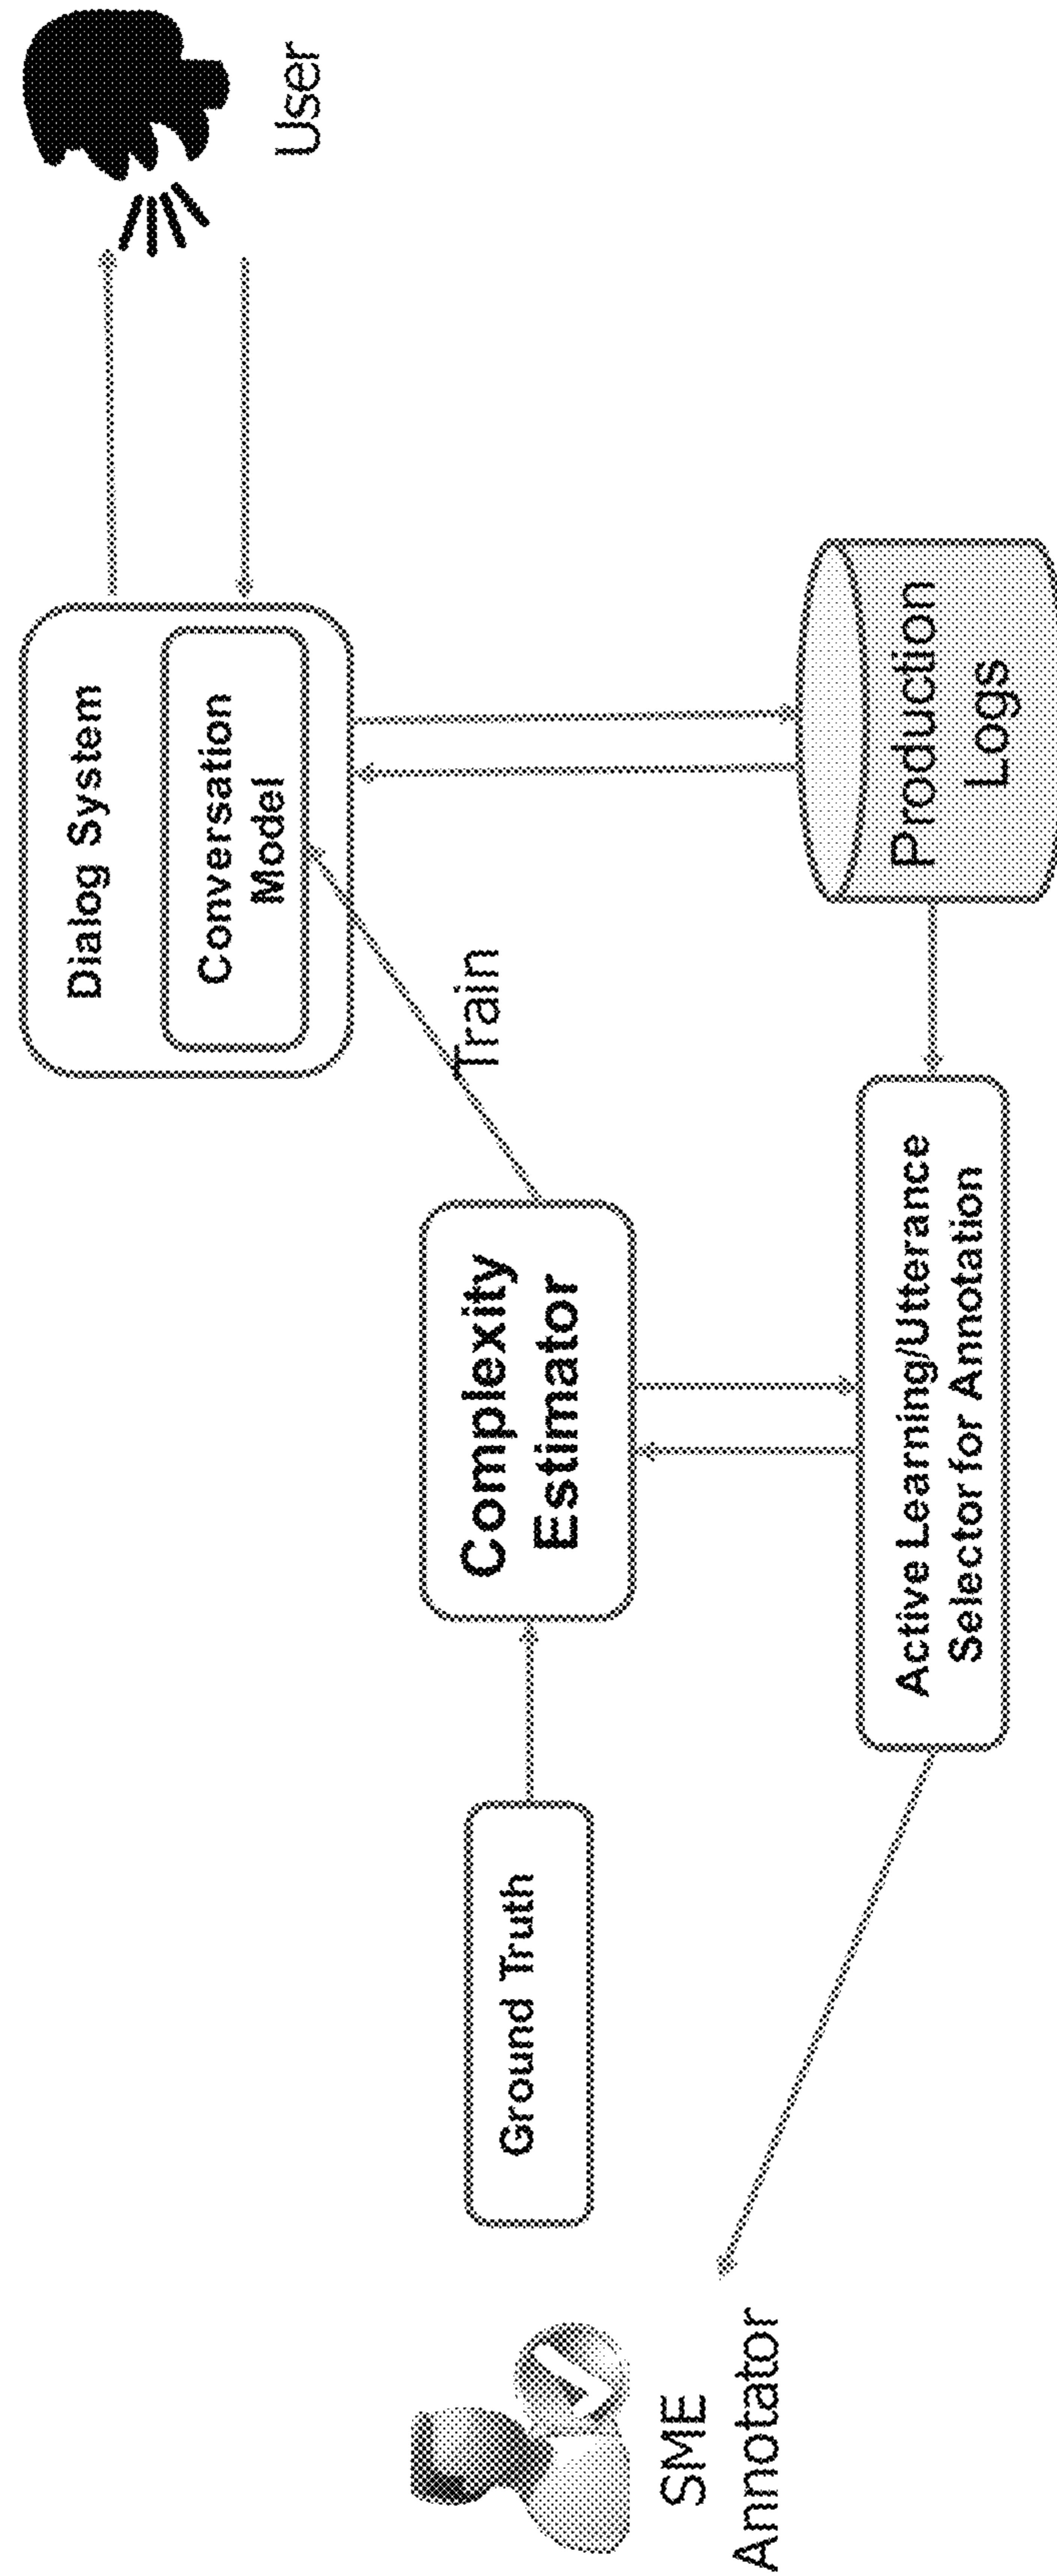 User
Dialog System
Conversation
Model
Train
Complexity
Estimator
Ground Truth
Production
Logs
Active Learning/Utterance
Selector for Annotation
SME
Annotator